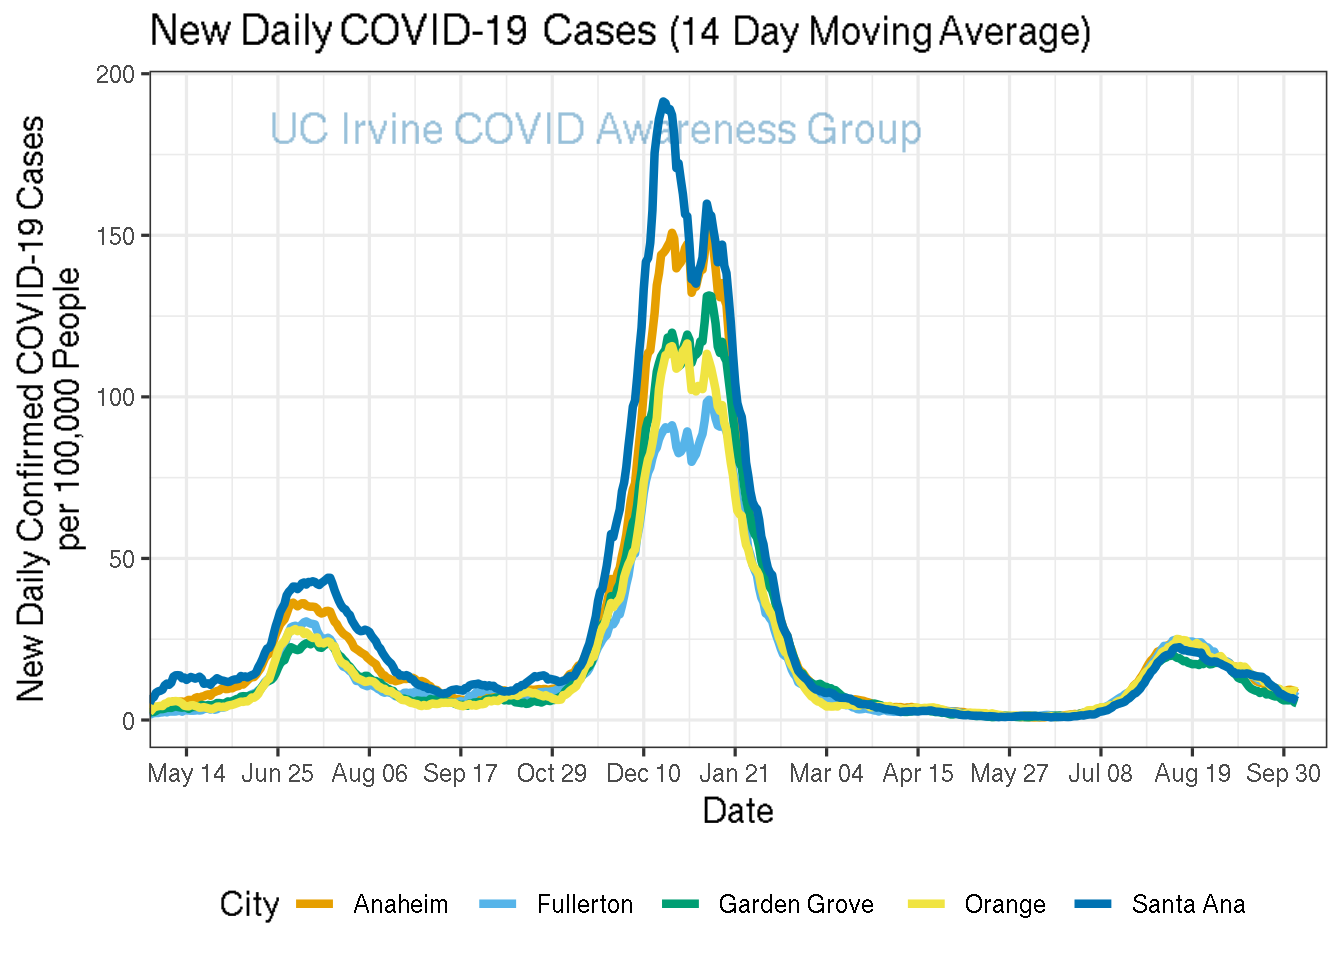 New Daily COVID-19 Cases (14 Day Moving Average)
UC Irvine COVID Awareness Group
New Daily Confirmed COVID-19 Cases
per 100,000 People
200
150
100
50
0
May 14 Jun 25 Aug 06 Sep 17 Oct 29 Dec 10 Jan 21 Mar 04 Apr 15 May 27 Jul 08 Aug 19 Sep 30
Date
City Anaheim Fullerton Garden Grove Orange Santa Ana